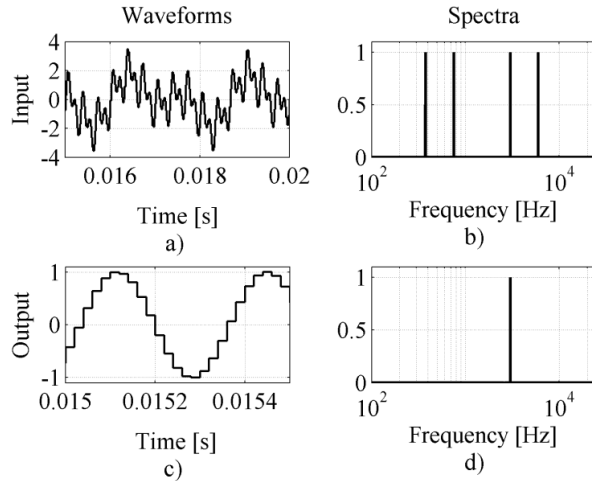 Waveforms
Spectra
Input
4
2
0
-2
-4
0.016
0.018
0.02
Time [s]
a)
1
0.5
0
10^2
10^4
Frequency [Hz]
b)
Output
1
0
-1
0.015
0.0152
0.0154
Time [s]
c)
1
0.5
0
10^2
10^4
Frequency [Hz]
d)